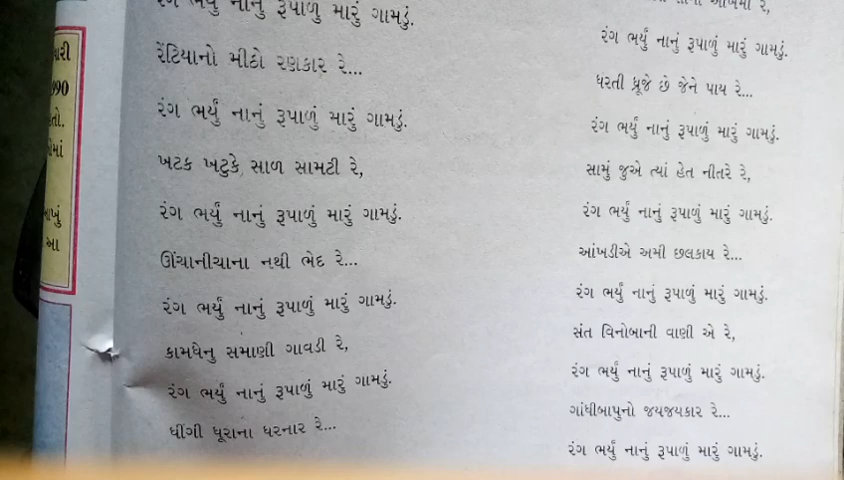 ારી
990
તો.
માં
ાખું
આ
રંગ ભર્યું નાનું રૂપાળું મારું ગામડું.
રેંટિયાનો મીઠો રણકાર રે...
રંગ ભર્યું નાનું રૂપાળું મારું ગામડું.
ખટક ખટુકે સાળ સામટી રે,
રંગ ભર્યું નાનું રૂપાળું મારું ગામડું.
ઊંચાનીચાના નથી ભેદ રે...
રંગ ભર્યું નાનું રૂપાળું મારું ગામડું.
કામધેનુ સમાણી ગાવડી રે,
રંગ ભર્યું નાનું રૂપાળું મારું ગામડું.
ધીંગી ધૂરાના ધરનાર રે...
રે,
રંગ ભર્યું નાનું રૂપાળું મારું ગામડું.
ધરતી ધ્રૂજે છે જેને પાય રે...
રંગ ભર્યું નાનું રૂપાળું મારું ગામડું.
સામું જુએ ત્યાં હેત નીતરે રે,
રંગ ભર્યું નાનું રૂપાળું મારું ગામડું.
આંખડીએ અમી છલકાય રે...
રંગ ભર્યું નાનું રૂપાળું મારું ગામડું.
સંત વિનોબાની વાણી એ રે,
રંગ ભર્યું નાનું રૂપાળું મારું ગામડું.
ગાંધીબાપુનો જયજયકાર રે...
રંગ ભર્યું નાનું રૂપાળું મારું ગામડું.